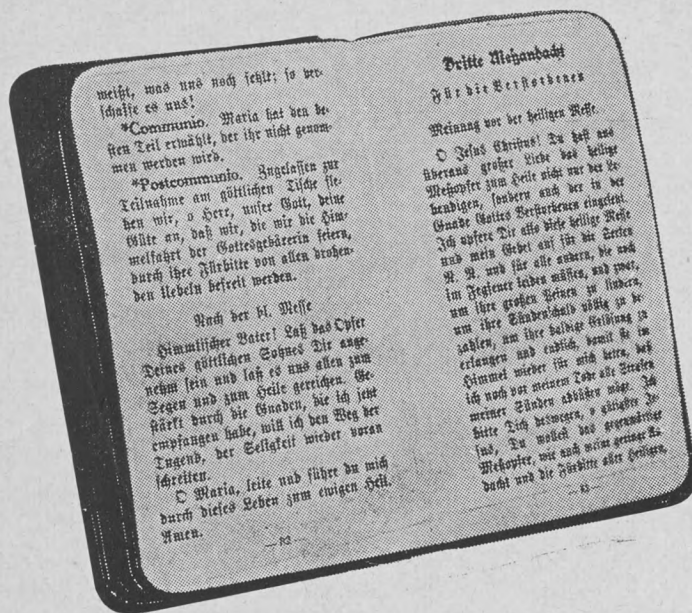 weißt, was uns noch fehlt; so ver-
schaffe es uns!
*Communio. Maria hat den be-
sten Teil erwählt, der ihr nicht genom-
men werden wird.
*Postcommunio. Zugelassen zur
Teilnahme am göttlichen Tische fle-
hen wir, o Herr, unser Gott, deine
Güte an, daß wir, die wir die Him-
melfahrt der Gottesgebärerin feiern,
durch ihre Fürbitte von allen drohen-
den Uebeln befreit werden.
Nach der hl. Messe
Himmlischer Vater! Laß das Opfer
Deines göttlichen Sohnes Dir ange-
nehm sein und laß es uns allen zum
Segen und zum Heile gereichen. Ge-
stärkt durch die Gnaden, die ich jetzt
empfangen habe, will ich den Weg der
Tugend, der Seligkeit wieder voran
schreiten.
O Maria, leite und führe du mich
durch dieses Leben zum ewigen Heil.
Amen.
— 82 —
Dritte Meßandacht
Für die Verstorbenen
Meinung vor der heiligen Messe.
O Jesus Christus! Du hast aus
überaus großer Liebe das heilige
Meßopfer zum Heile nicht nur der Le-
bendigen, sondern auch der in der
Gnade Gottes Verstorbenen eingesetzt.
Ich opfere Dir also diese heilige Messe
und mein Gebet auf für die Seelen
N. N. und für alle andern, die noch
im Fegfeuer leiden müssen, und zwar,
um ihre großen Peinen zu lindern,
um ihre Sündenschuld völlig zu be-
zahlen, um ihre baldige Erlösung zu
erlangen und endlich, damit sie im
Himmel wieder für mich beten, daß
ich noch vor meinem Tode alle Strafen
meiner Sünden abbüßen möge. Ich
bitte Dich deswegen, o gütigster Je-
sus, Du wollest das gegenwärtige
Meßopfer, wie auch meine geringe An-
dacht und die Fürbitte aller Heiligen,
— 83 —